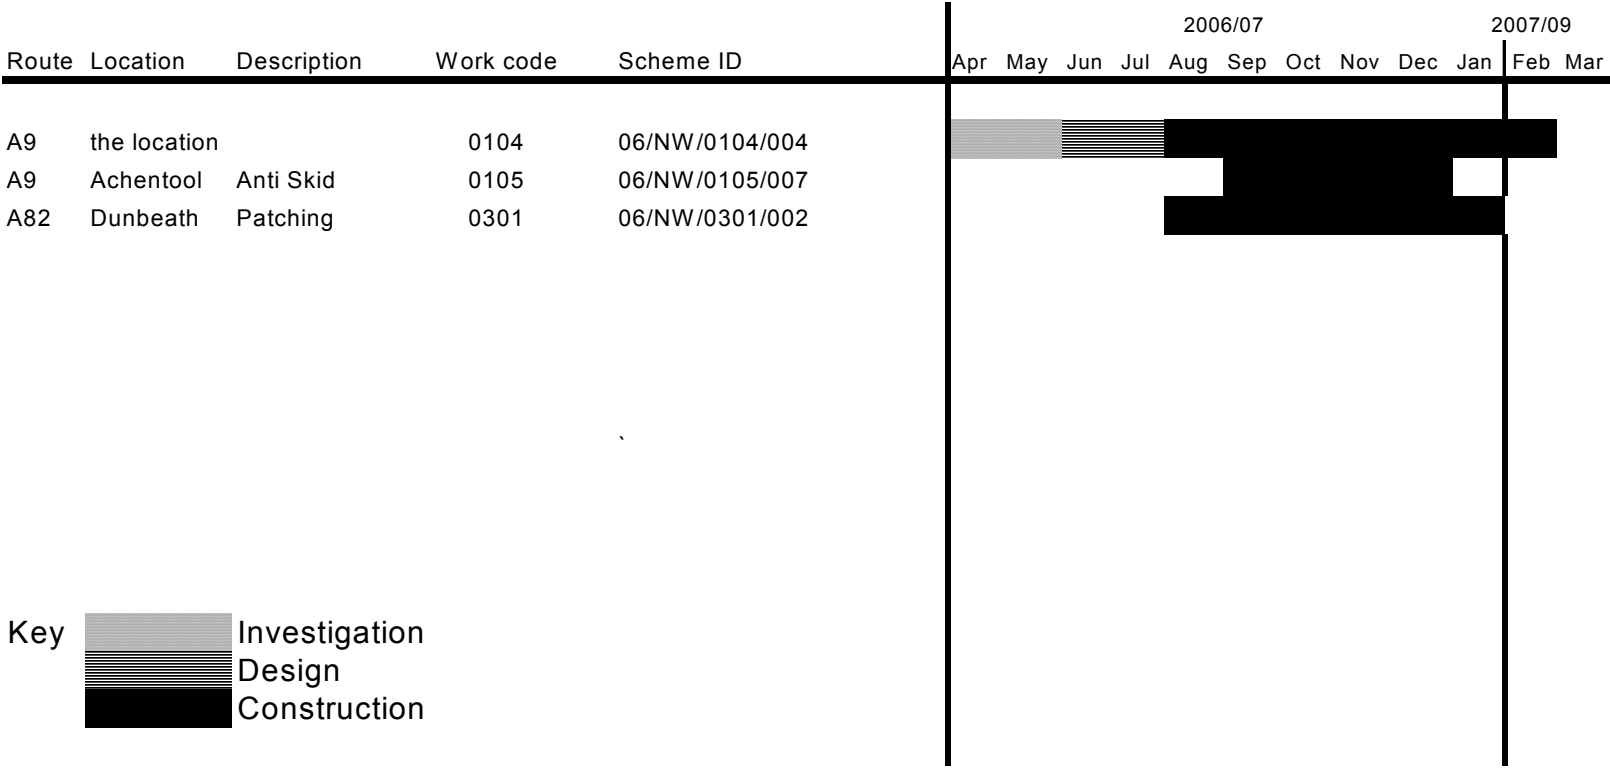 2006/07 2007/09
Route Location Description Work code Scheme ID Apr May Jun Jul Aug Sep Oct Nov Dec Jan Feb Mar
A9 the location 0104 06/NW/0104/004
A9 Achentool Anti Skid 0105 06/NW/0105/007
A82 Dunbeath Patching 0301 06/NW/0301/002
`
Key Investigation
Design
Construction